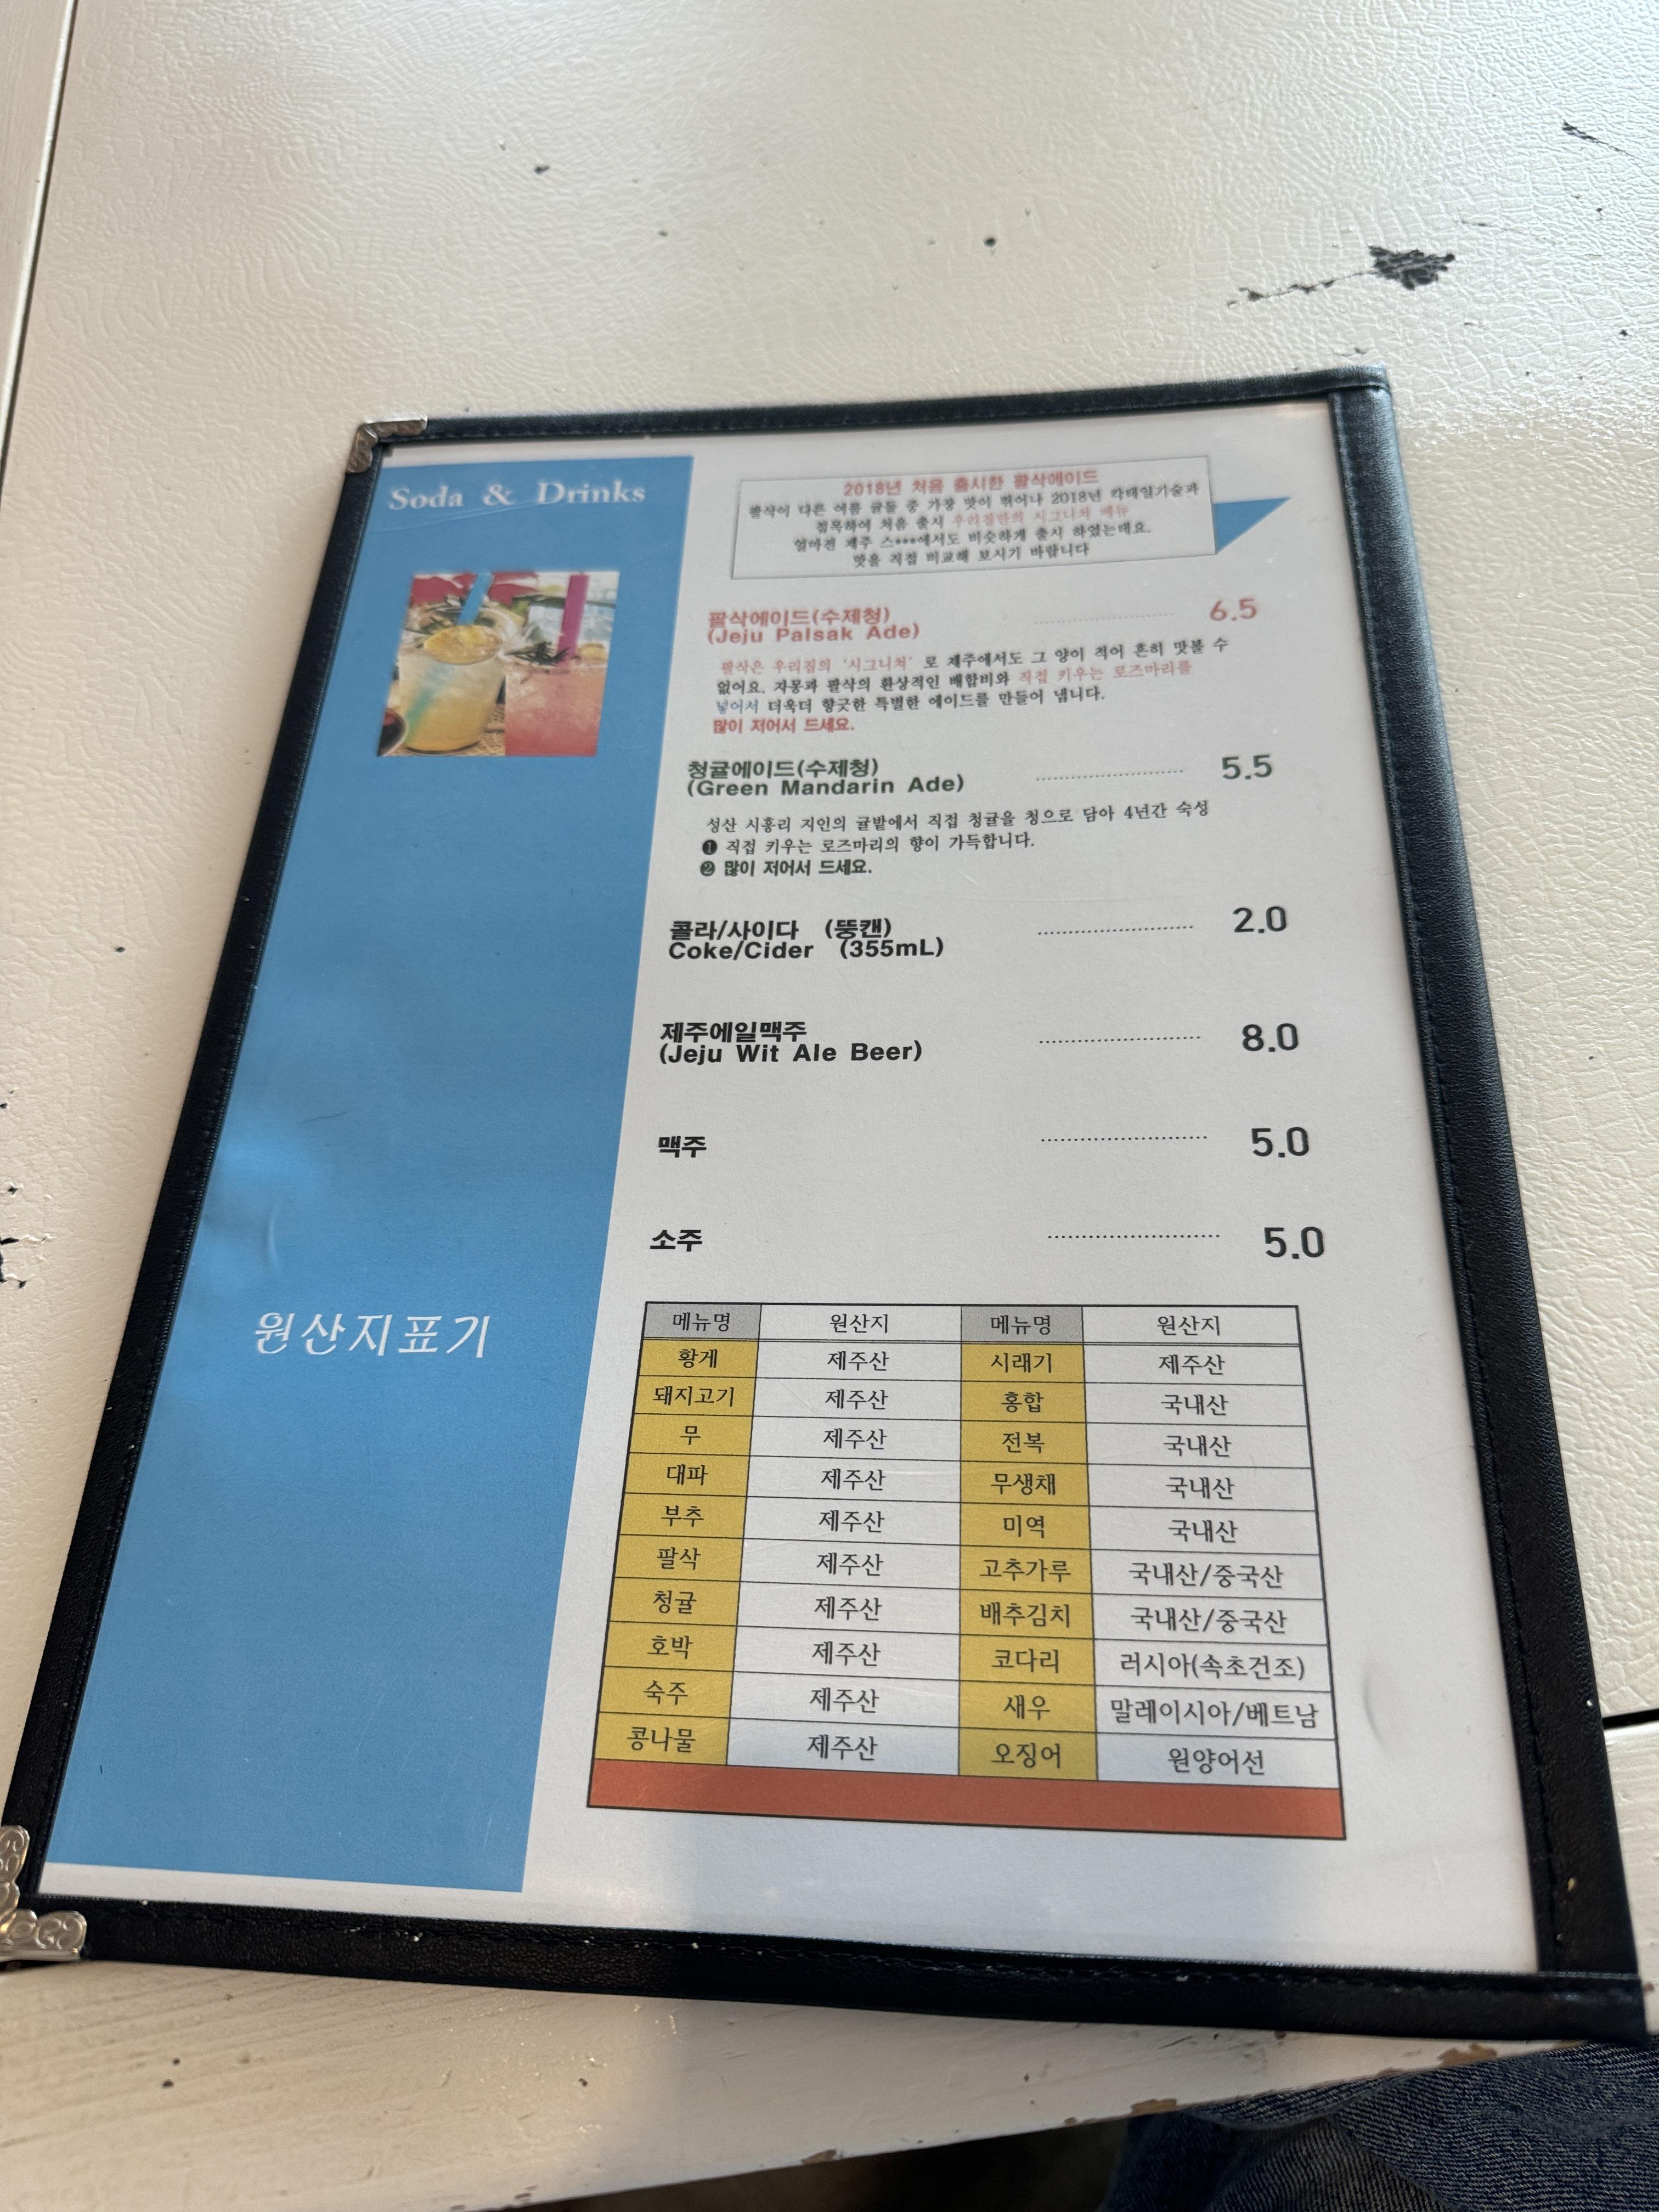 Soda & Drinks
2018년 처음 출시한 팔삭에이드
팔삭이 다른 여름 귤들 중 가장 맛이 뛰어나 2018년 칵테일기술과
접목하여 처음 출시 우리집만의 시그니처 메뉴
얼마전 제주 스***에서도 비슷하게 출시 하였는데요.
맛을 직접 비교해 보시기 바랍니다
팔삭에이드(수제청) 6.5
(Jeju Palsak Ade)
팔삭은 우리집의 '시그니쳐' 로 제주에서도 그 양이 적어 흔히 맛볼 수
없어요. 자몽과 팔삭의 환상적인 배합비와 직접 키우는 로즈마리를
넣어서 더욱더 향긋한 특별한 에이드를 만들어 냅니다.
많이 저어서 드세요.
청귤에이드(수제청) 5.5
(Green Mandarin Ade)
성산 시흥리 지인의 귤밭에서 직접 청귤을 청으로 담아 4년간 숙성
❶ 직접 키우는 로즈마리의 향이 가득합니다.
❷ 많이 저어서 드세요.
콜라/사이다 (뚱캔) 2.0
Coke/Cider (355mL)
제주에일맥주 8.0
(Jeju Wit Ale Beer)
맥주 5.0
소주 5.0
원산지표기
메뉴명 원산지 메뉴명 원산지
황게 제주산 시래기 제주산
돼지고기 제주산 홍합 국내산
무 제주산 전복 국내산
대파 제주산 무생채 국내산
부추 제주산 미역 국내산
팔삭 제주산 고추가루 국내산/중국산
청귤 제주산 배추김치 국내산/중국산
호박 제주산 코다리 러시아(속초건조)
숙주 제주산 새우 말레이시아/베트남
콩나물 제주산 오징어 원양어선